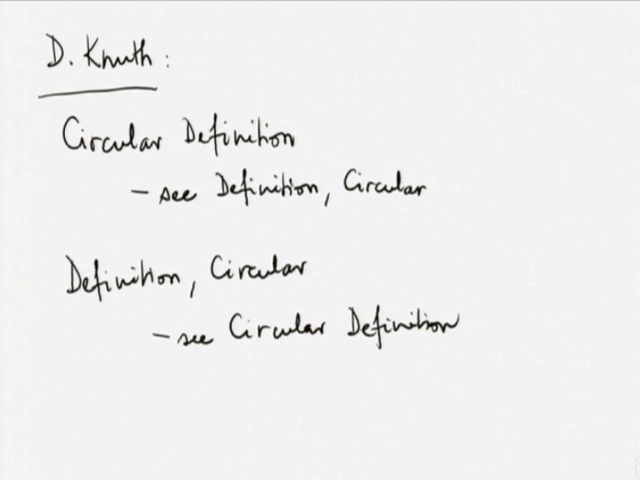 D. Knuth:
Circular Definition
- see Definition, Circular
Definition, Circular
- see Circular Definition